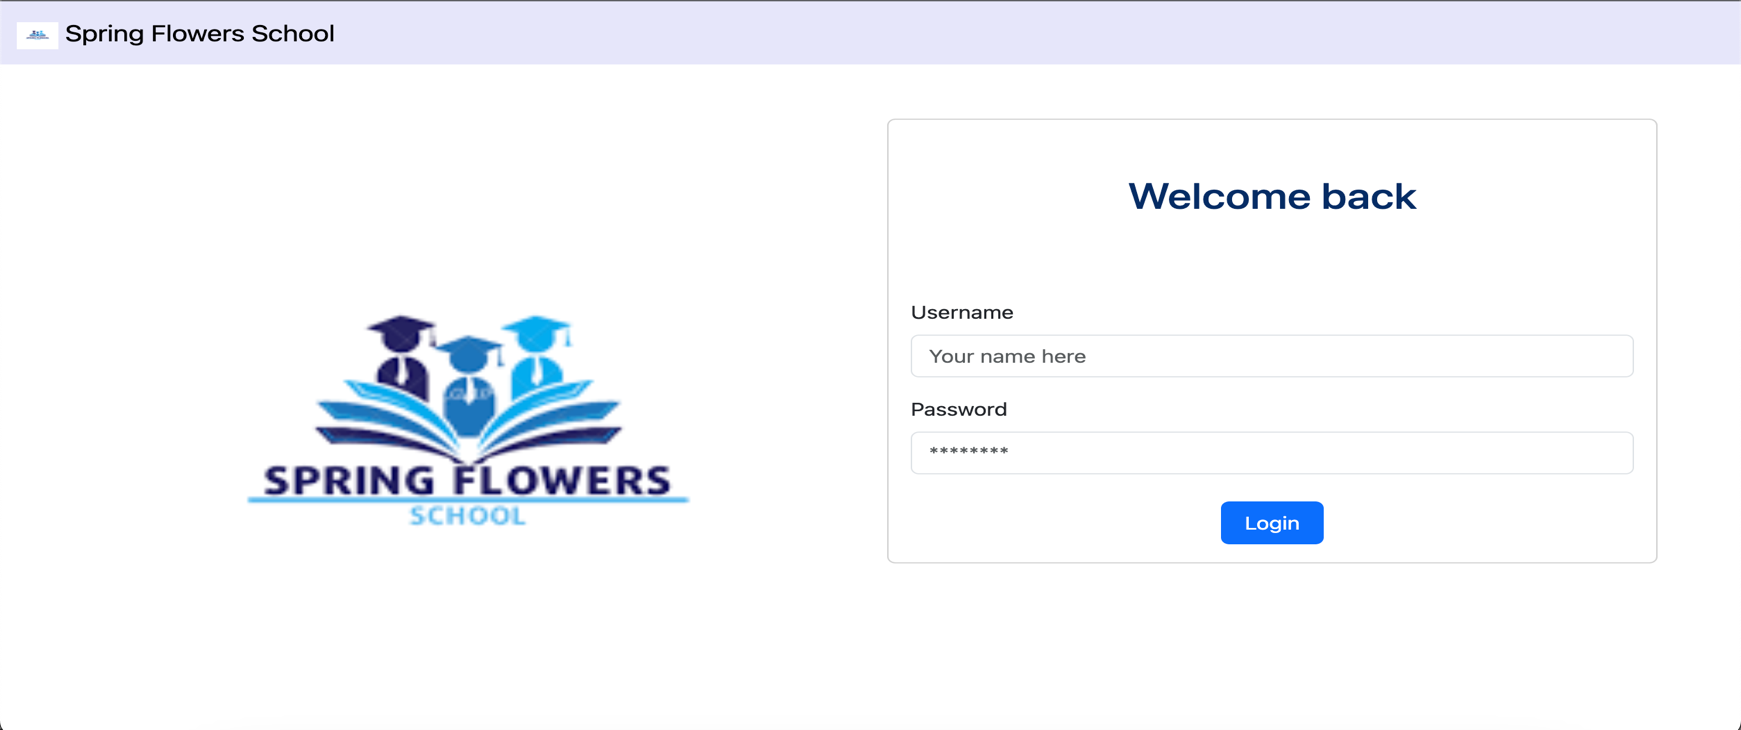 Spring Flowers School
Welcome back
Username
Your name here
Password
********
Login
SPRING FLOWERS
SCHOOL